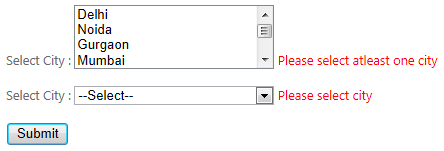 Delhi
Noida
Gurgaon
Select City : Mumbai Please select atleast one city
Select City : --Select-- Please select city
Submit